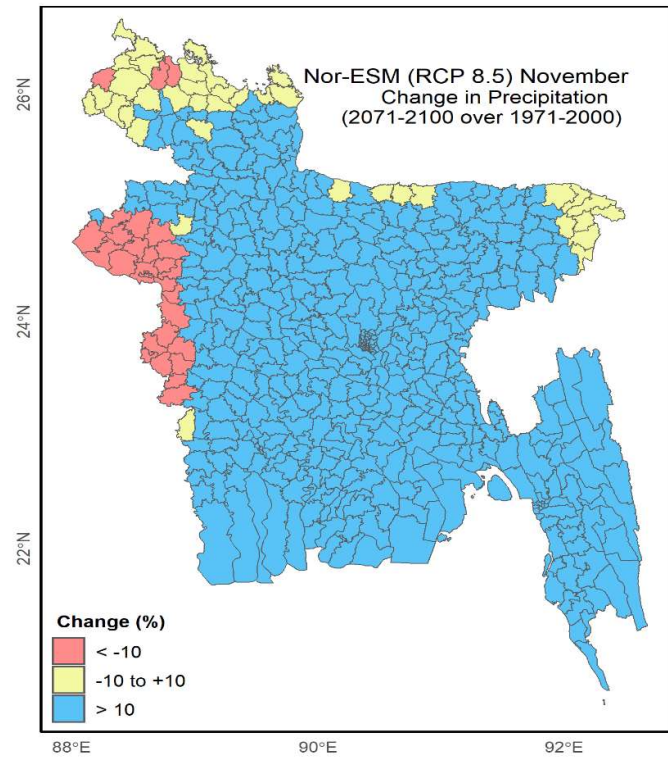 Nor-ESM (RCP 8.5) November
Change in Precipitation
(2071-2100 over 1971-2000)
26°N
24°N
22°N
Change (%)
< -10
-10 to +10
> 10
88°E
90°E
92°E